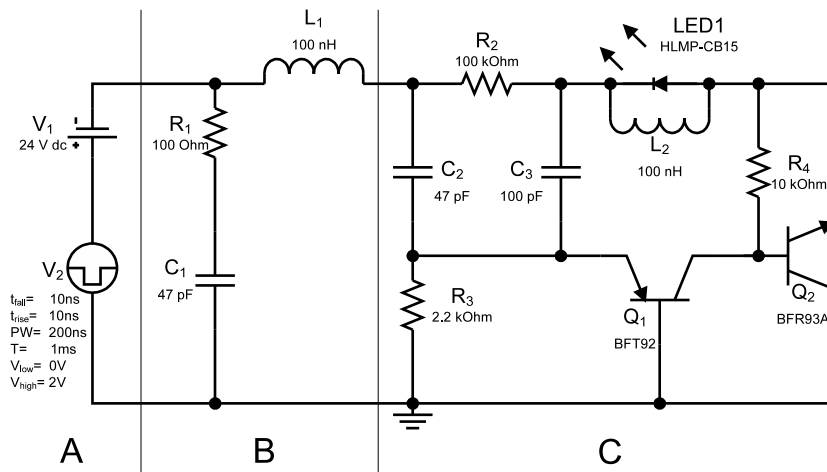 L1
100 nH
R2
100 kOhm
LED1
HLMP-CB15
V1
24 V dc
R1
100 Ohm
C2
47 pF
C3
100 pF
L2
100 nH
R4
10 kOhm
V2
C1
47 pF
R3
2.2 kOhm
Q1
BFT92
Q2
BFR93A
tfall= 10ns
trise= 10ns
PW= 200ns
T= 1ms
Vlow= 0V
Vhigh= 2V
A
B
C